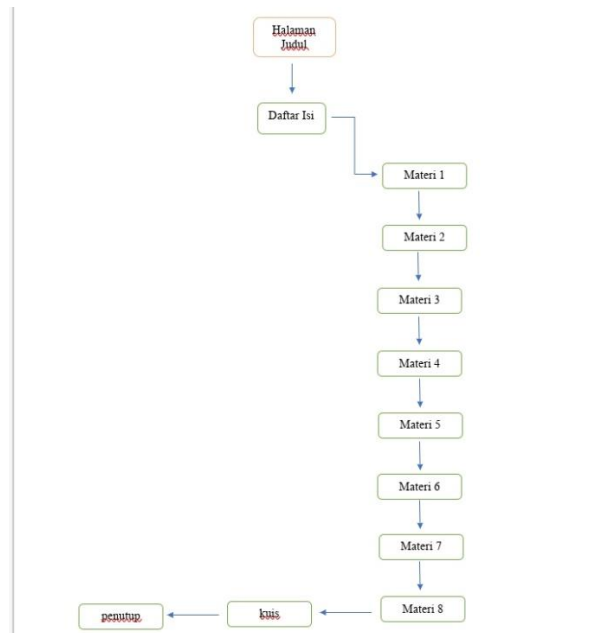 Halaman
Judul
Daftar Isi
Materi 1
Materi 2
Materi 3
Materi 4
Materi 5
Materi 6
Materi 7
Materi 8
kuis
penutup